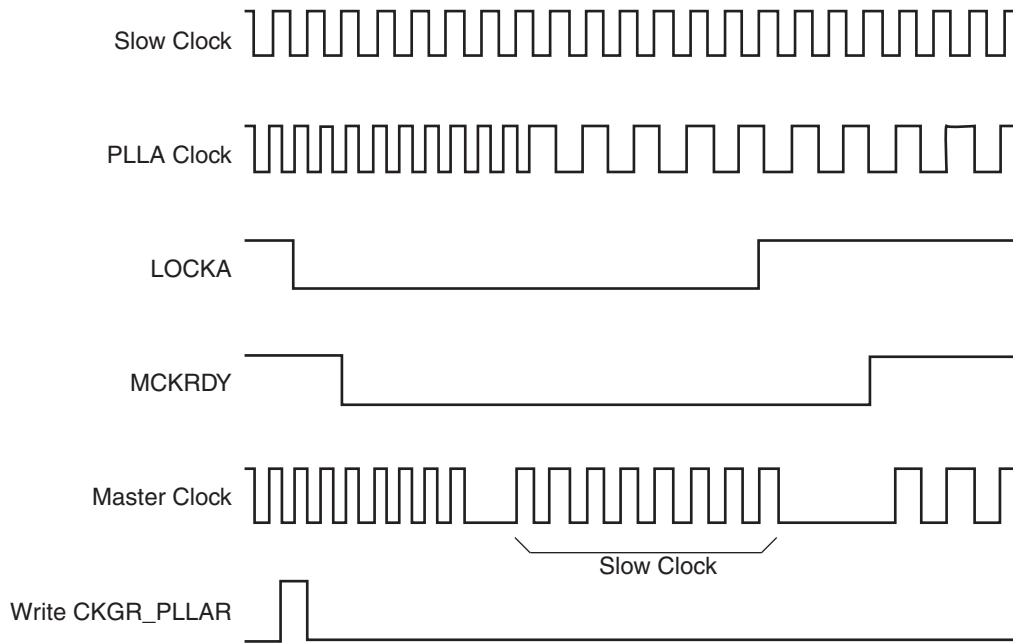 Slow Clock
PLLA Clock
LOCKA
MCKRDY
Master Clock
Slow Clock
Write CKGR_PLLAR